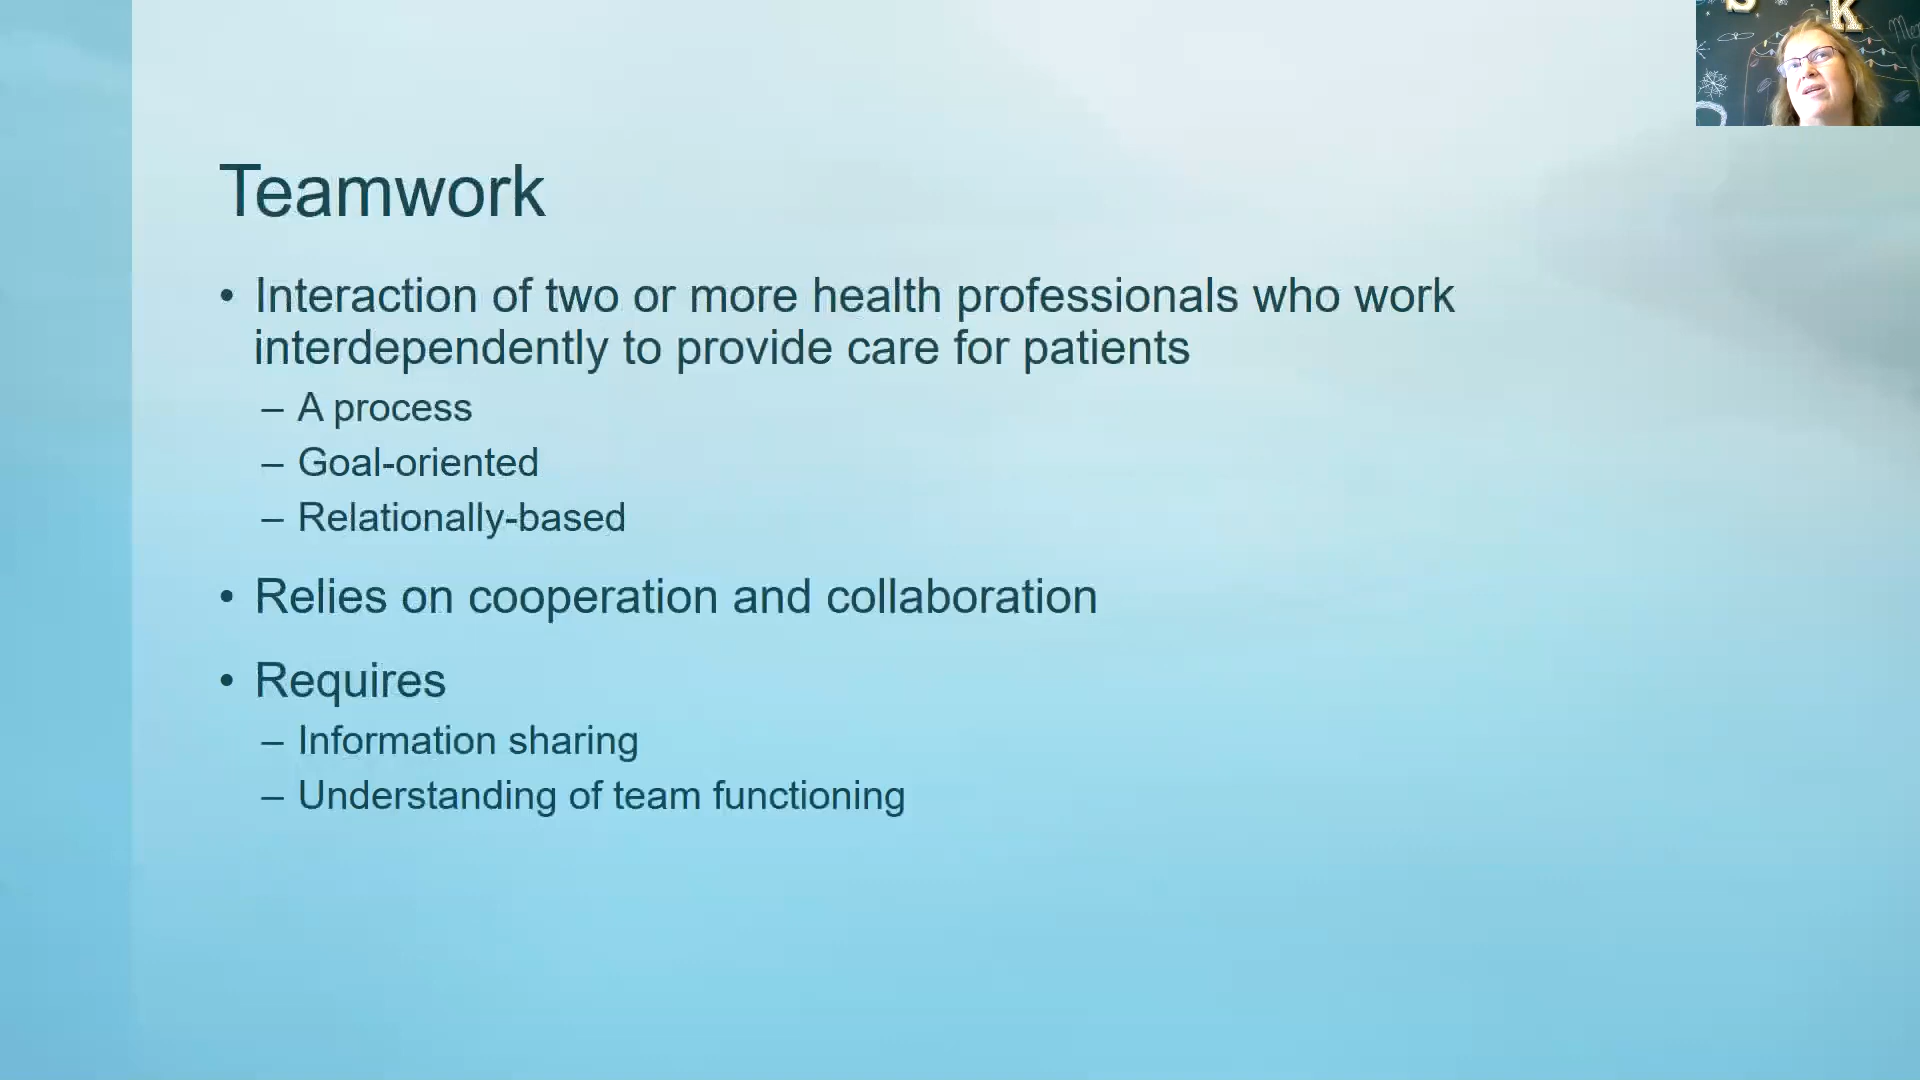 S K
Mer
Teamwork
• Interaction of two or more health professionals who work
interdependently to provide care for patients
– A process
– Goal-oriented
– Relationally-based
• Relies on cooperation and collaboration
• Requires
– Information sharing
– Understanding of team functioning